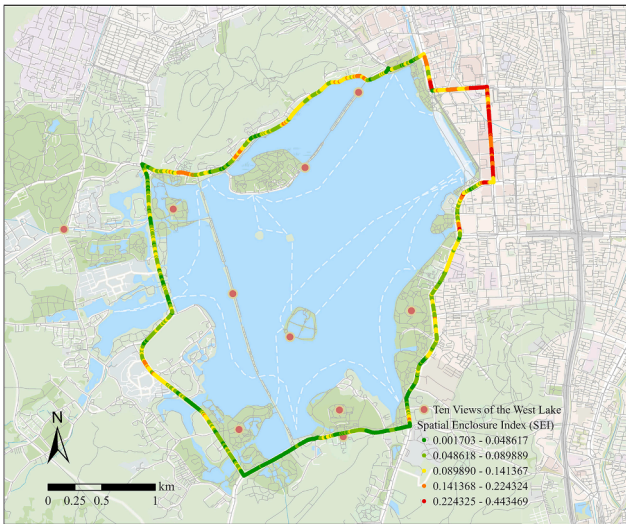 Ten Views of the West Lake
Spatial Enclosure Index (SEI)
0.001703 - 0.048617
0.048618 - 0.089889
0.089890 - 0.141367
0.141368 - 0.224324
0.224325 - 0.443469
N
km
0 0.25 0.5 1